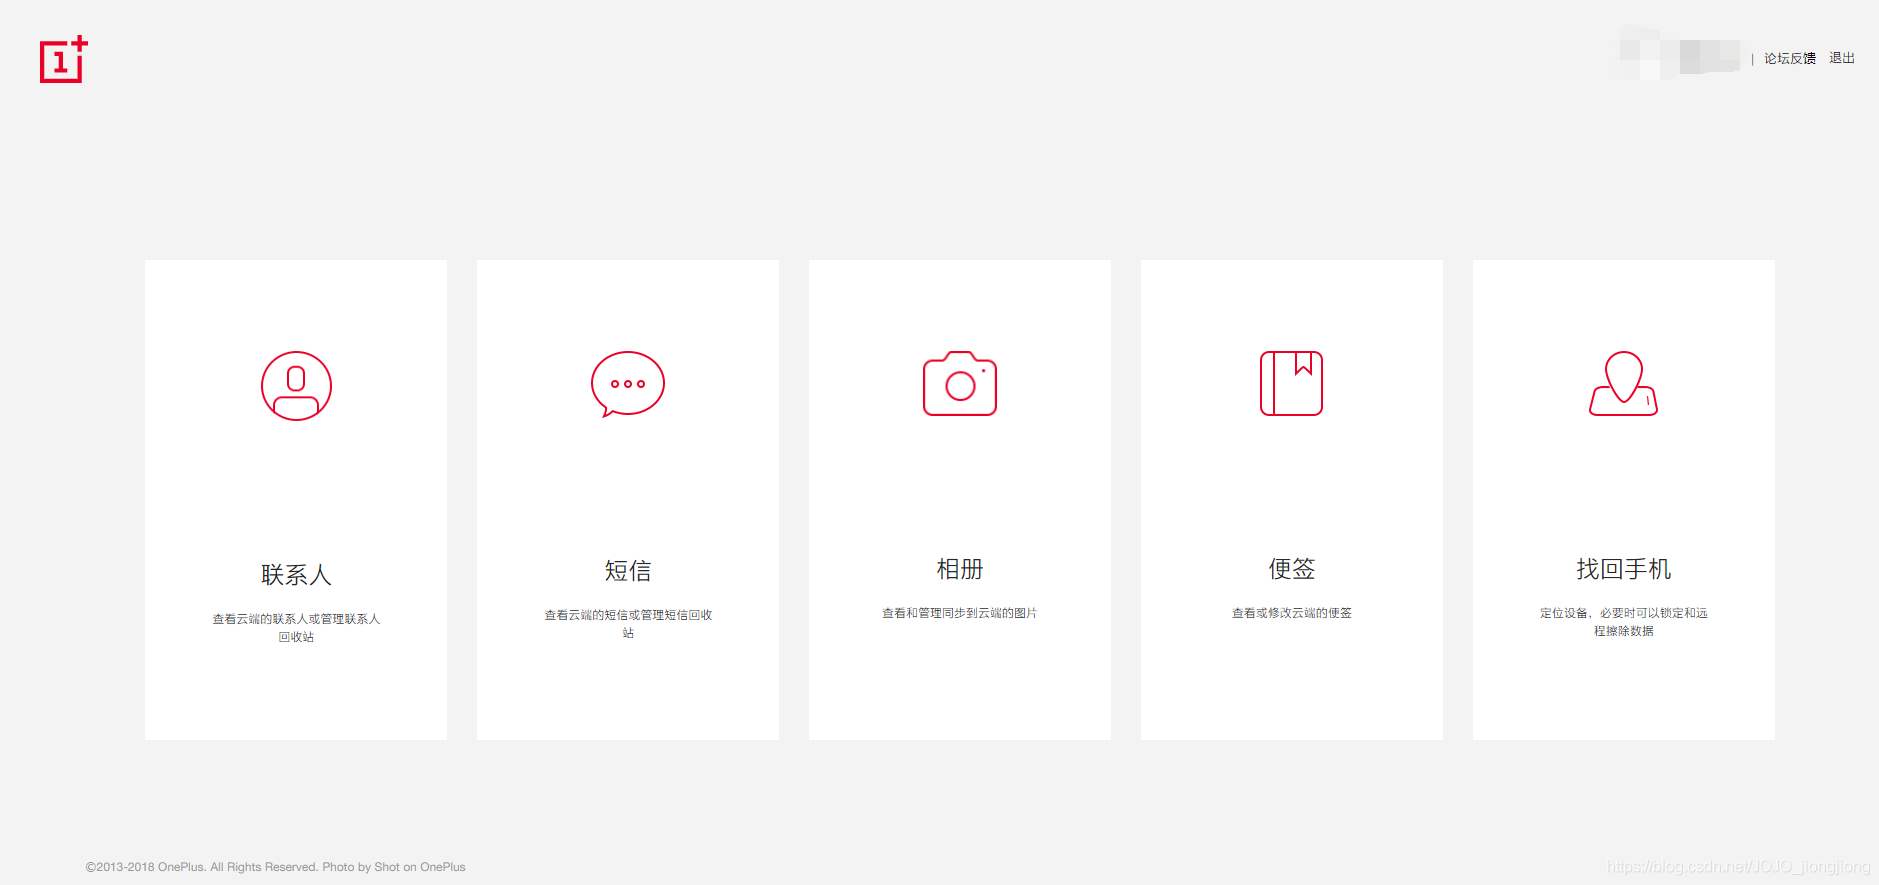 | 论坛反馈 退出
联系人
查看云端的联系人或管理联系人
回收站
短信
查看云端的短信或管理短信回收
站
相册
查看和管理同步到云端的图片
便签
查看或修改云端的便签
找回手机
定位设备，必要时可以锁定和远
程擦除数据
©2013-2018 OnePlus. All Rights Reserved. Photo by Shot on OnePlus
https://blog.csdn.net/JOJO_jiongjiong